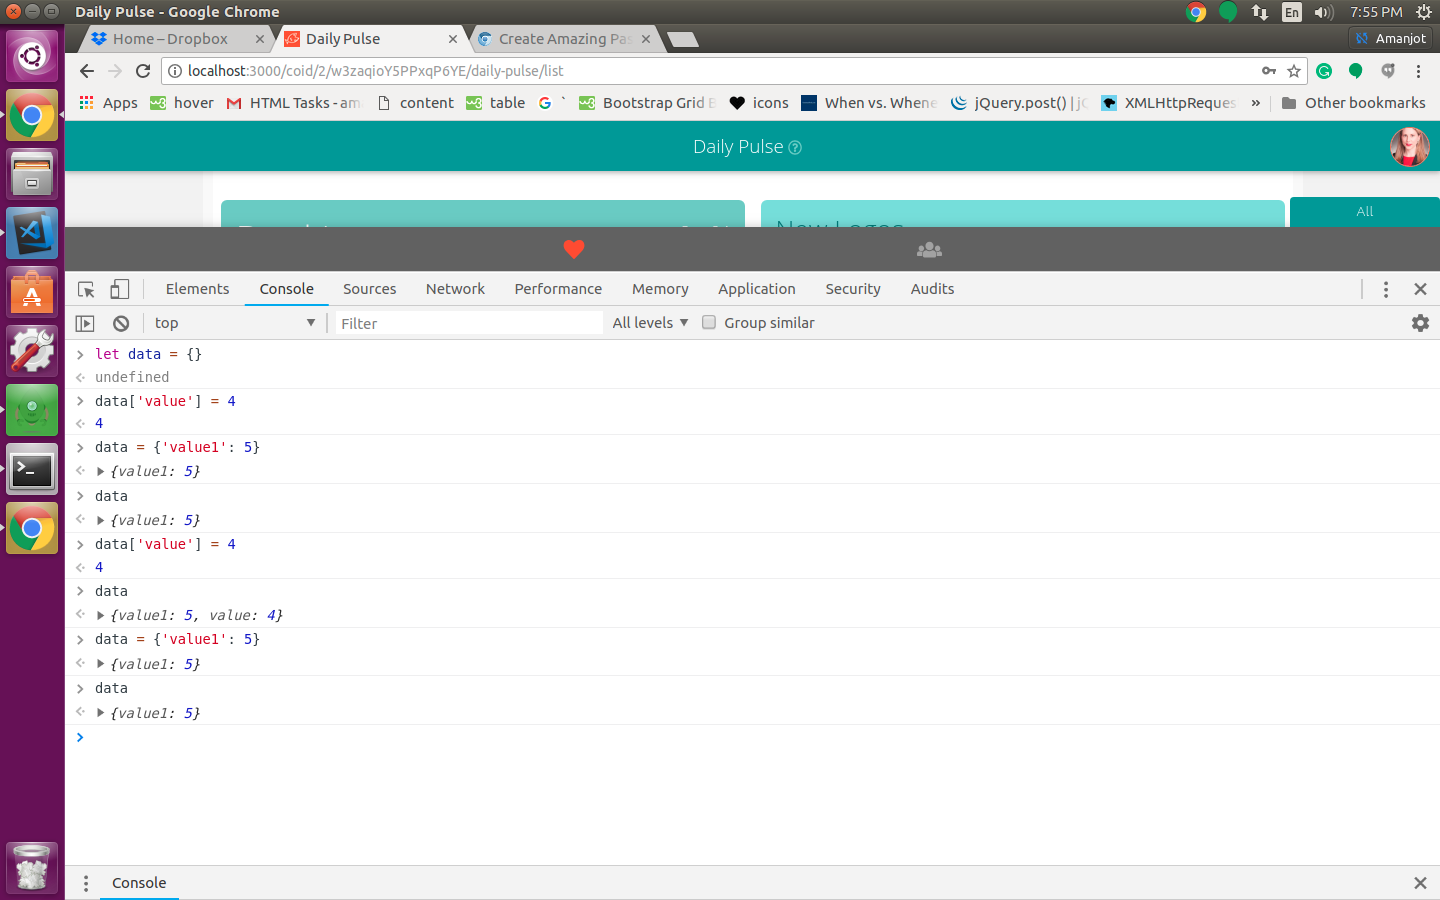 Daily Pulse - Google Chrome
En
7:55 PM
Home – Dropbox
Daily Pulse
Create Amazing Pas
Amanjot
localhost:3000/coid/2/w3zaqioY5PPxqP6YE/daily-pulse/list
Apps
hover
HTML Tasks - am
content
table
`
Bootstrap Grid B
icons
When vs. Whene
jQuery.post() | jQ
XMLHttpReques
»
Other bookmarks
Daily Pulse
All
Elements
Console
Sources
Network
Performance
Memory
Application
Security
Audits
top
Filter
All levels
Group similar
let data = {}
undefined
data['value'] = 4
4
data = {'value1': 5}
{value1: 5}
data
{value1: 5}
data['value'] = 4
4
data
{value1: 5, value: 4}
data = {'value1': 5}
{value1: 5}
data
{value1: 5}
Console